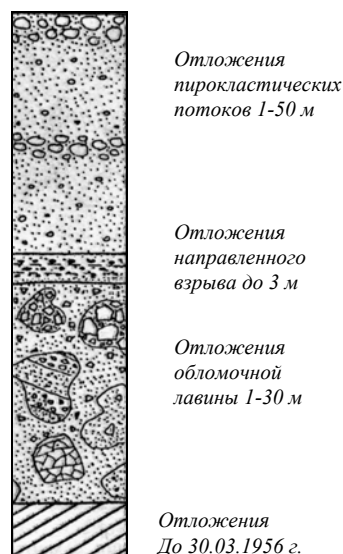 Отложения
пирокластических
потоков 1-50 м
Отложения
направленного
взрыва до 3 м
Отложения
обломочной
лавины 1-30 м
Отложения
До 30.03.1956 г.